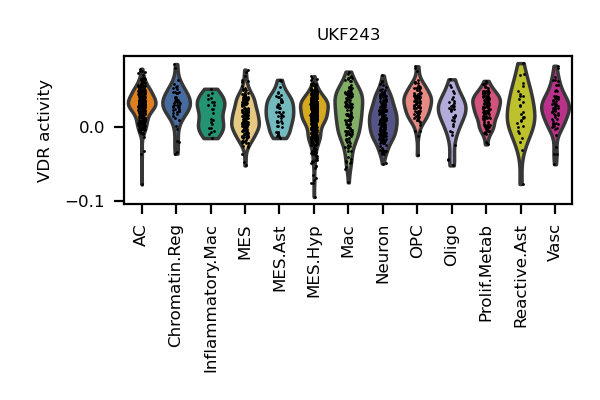 UKF243
VDR activity
0.0
−0.1
AC
Chromatin.Reg
Inflammatory.Mac
MES
MES.Ast
MES.Hyp
Mac
Neuron
OPC
Oligo
Prolif.Metab
Reactive.Ast
Vasc